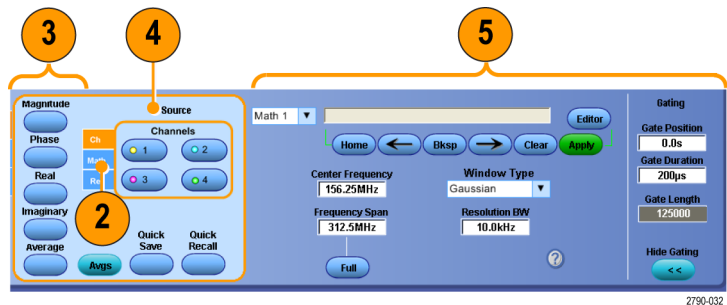 3
4
5
Magnitude
Phase
Real
Imaginary
Average
Source
Ch
Math
Channels
1
2
3
4
2
Avgs
Quick Save
Quick Recall
Math 1
Editor
Home
←
Bksp
→
Clear
Apply
Center Frequency
156.25MHz
Frequency Span
312.5MHz
Full
Window Type
Gaussian
Resolution BW
10.0kHz
?
Gating
Gate Position
0.0s
Gate Duration
200µs
Gate Length
125000
Hide Gating
<<
2790-032